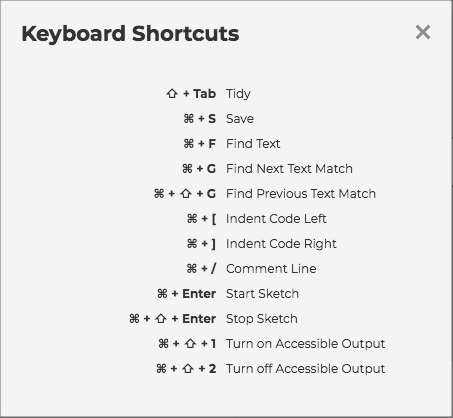 Keyboard Shortcuts ×
⇧ + Tab Tidy
⌘ + S Save
⌘ + F Find Text
⌘ + G Find Next Text Match
⌘ + ⇧ + G Find Previous Text Match
⌘ + [ Indent Code Left
⌘ + ] Indent Code Right
⌘ + / Comment Line
⌘ + Enter Start Sketch
⌘ + ⇧ + Enter Stop Sketch
⌘ + ⇧ + 1 Turn on Accessible Output
⌘ + ⇧ + 2 Turn off Accessible Output